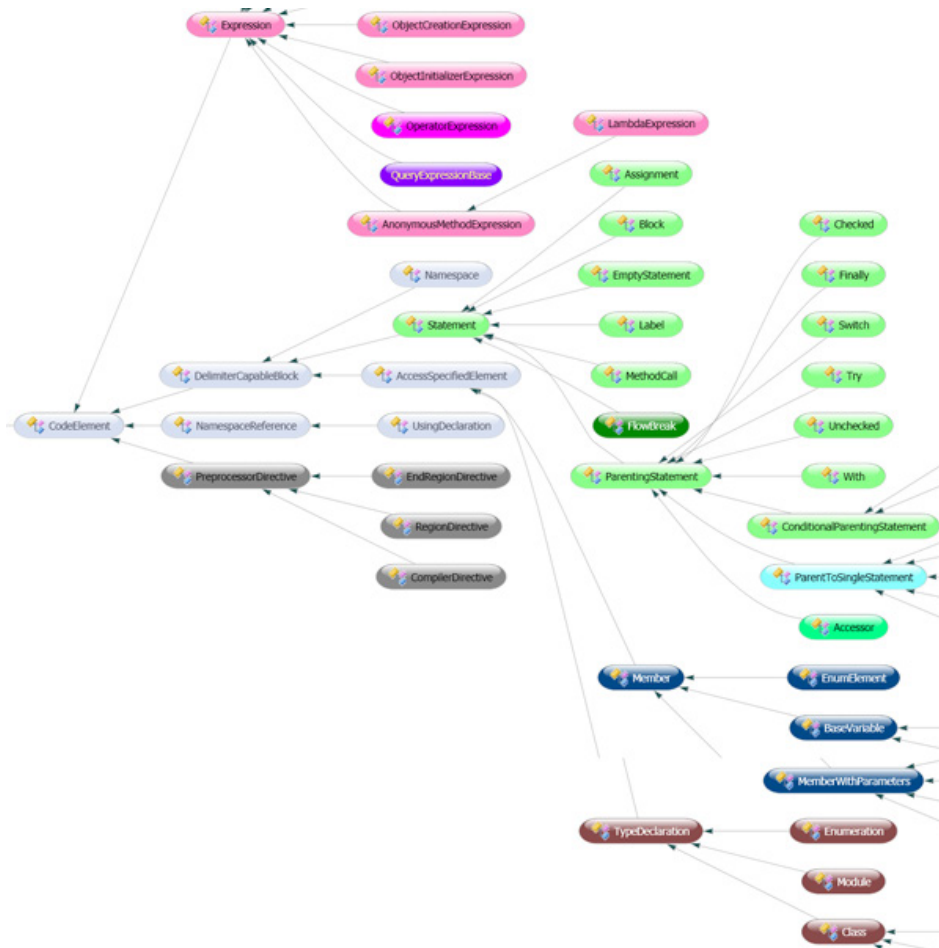 Expression
ObjectCreationExpression
ObjectInitializerExpression
OperatorExpression
LambdaExpression
QueryExpressionBase
Assignment
AnonymousMethodExpression
Block
Checked
Namespace
EmptyStatement
Finally
Statement
Label
Switch
DelimiterCapableBlock
AccessSpecifiedElement
MethodCall
Try
CodeElement
NamespaceReference
UsingDeclaration
FlowBreak
Unchecked
PreprocessorDirective
EndRegionDirective
ParentingStatement
With
RegionDirective
ConditionalParentingStatement
CompilerDirective
ParentToSingleStatement
Accessor
Member
EnumElement
BaseVariable
MemberWithParameters
TypeDeclaration
Enumeration
Module
Class